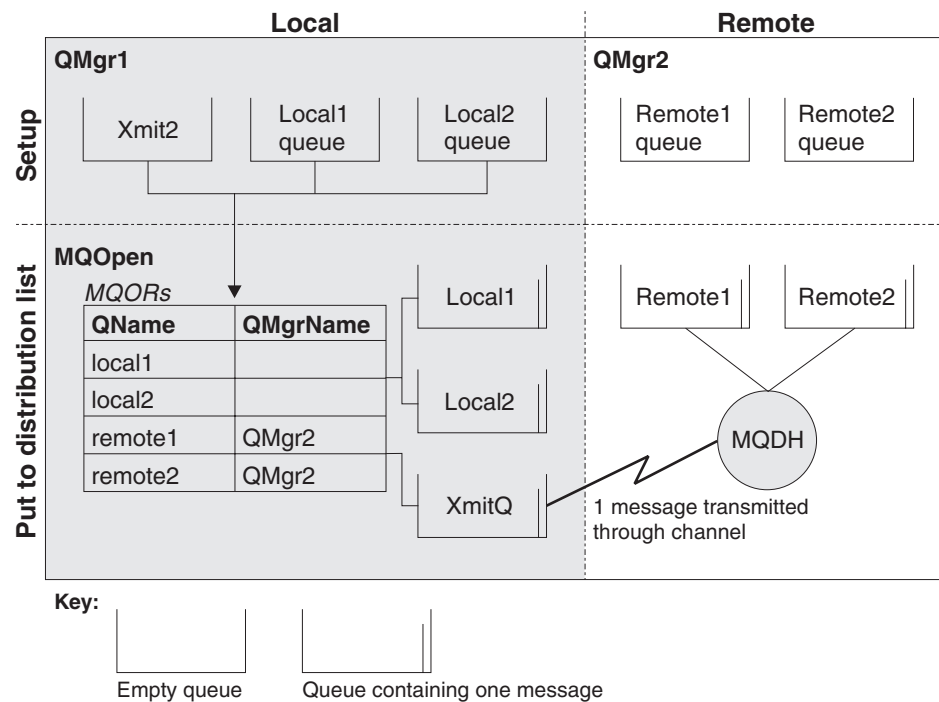 Local
Remote
QMgr1
QMgr2
Setup
Xmit2
Local1
queue
Local2
queue
Remote1
queue
Remote2
queue
Put to distribution list
MQOpen
MQORs
QName QMgrName
local1
local2
remote1 QMgr2
remote2 QMgr2
Local1
Local2
XmitQ
Remote1
Remote2
MQDH
1 message transmitted
through channel
Key:
Empty queue
Queue containing one message